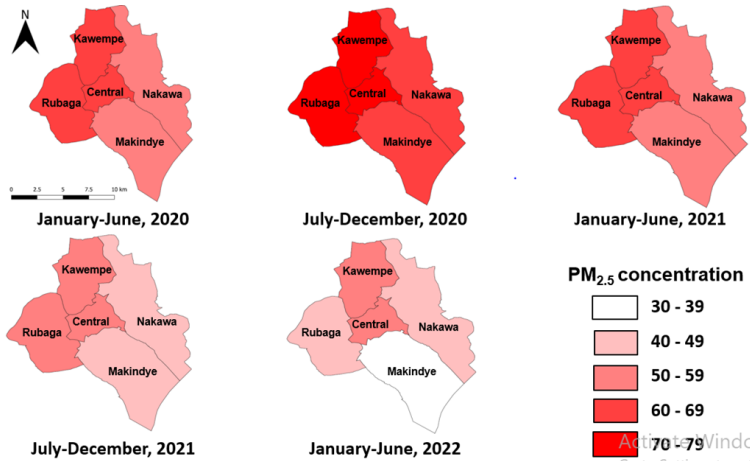 N
Kawempe
Central
Nakawa
Rubaga
Makindye
0 2.5 5 7.5 10 km
January-June, 2020
Kawempe
Central
Nakawa
Rubaga
Makindye
July-December, 2020
Kawempe
Central
Nakawa
Rubaga
Makindye
January-June, 2021
Kawempe
Central
Nakawa
Rubaga
Makindye
July-December, 2021
Kawempe
Rubaga
Central
Nakawa
Makindye
January-June, 2022
PM2.5 concentration
30 - 39
40 - 49
50 - 59
60 - 69
70 - 79
Activate Windo